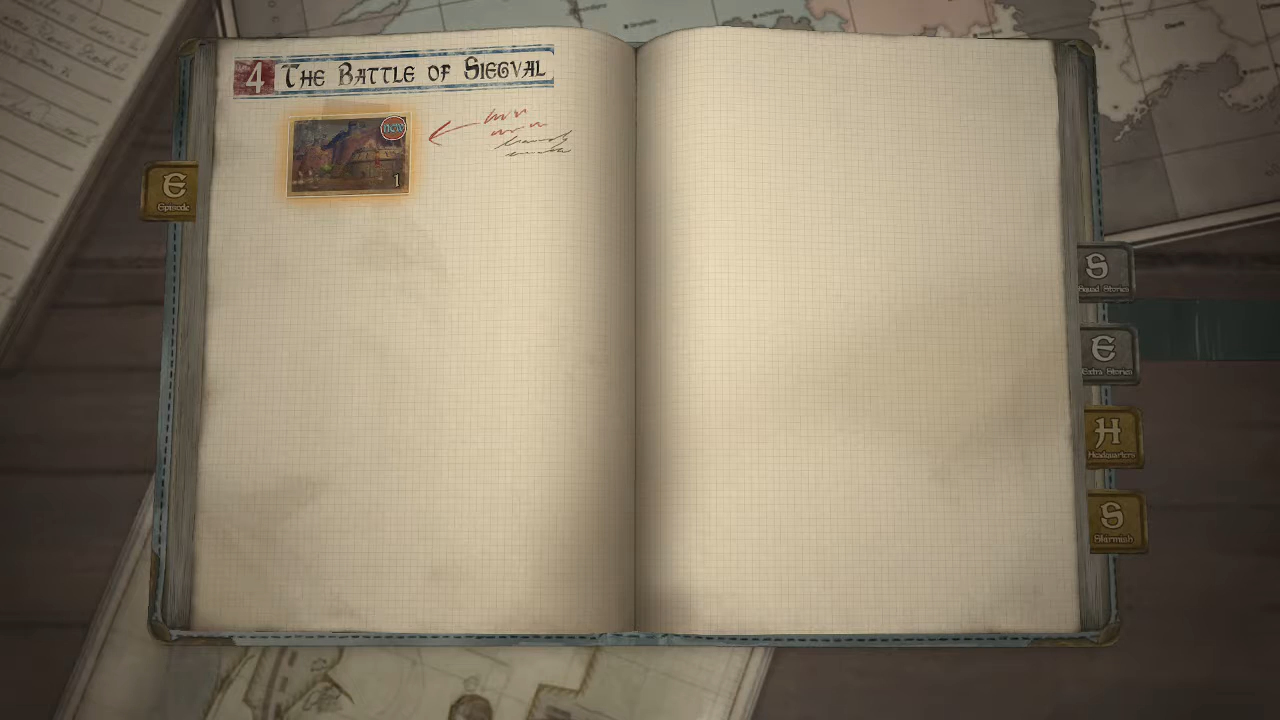 4 The Battle of Siegval
new
1
E
Episode
S
Squad Stories
E
Extra Stories
H
Headquarters
S
Skirmish